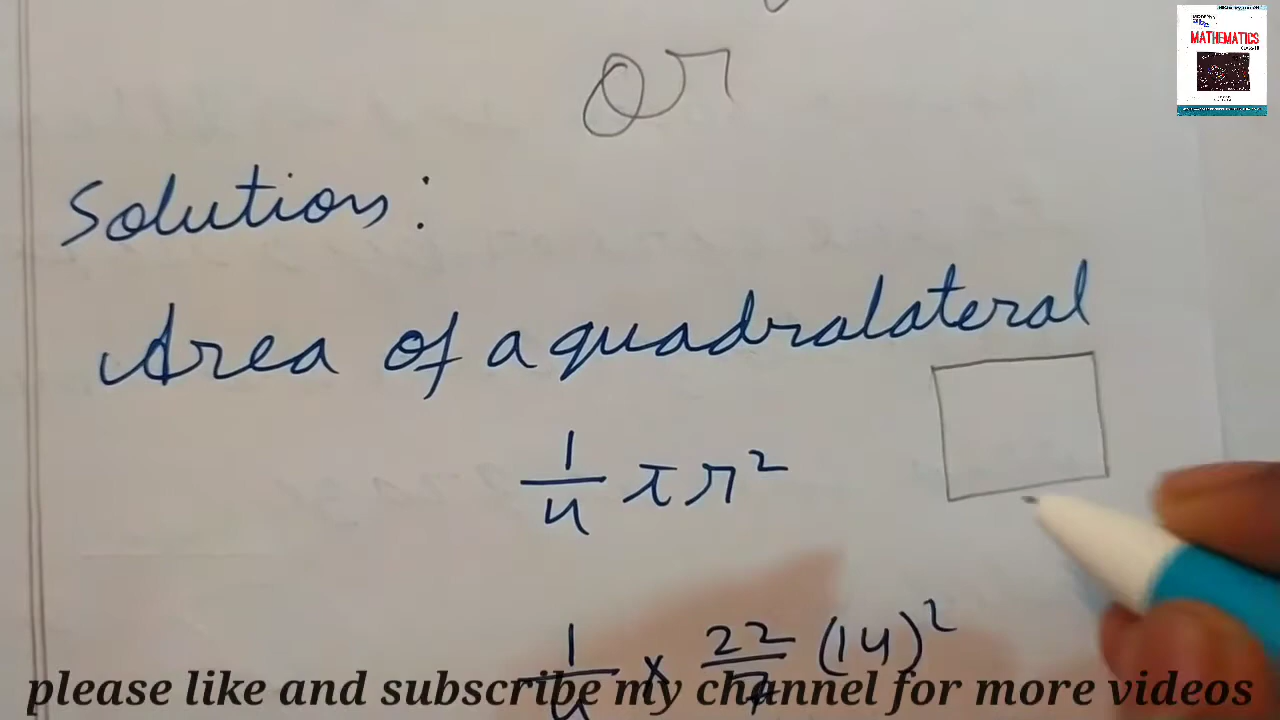 or
Solution:
Area of a quadralateral
1/4 π r²
1/4 × 22/7 (14)²
please like and subscribe my channel for more videos
MATHEMATICS